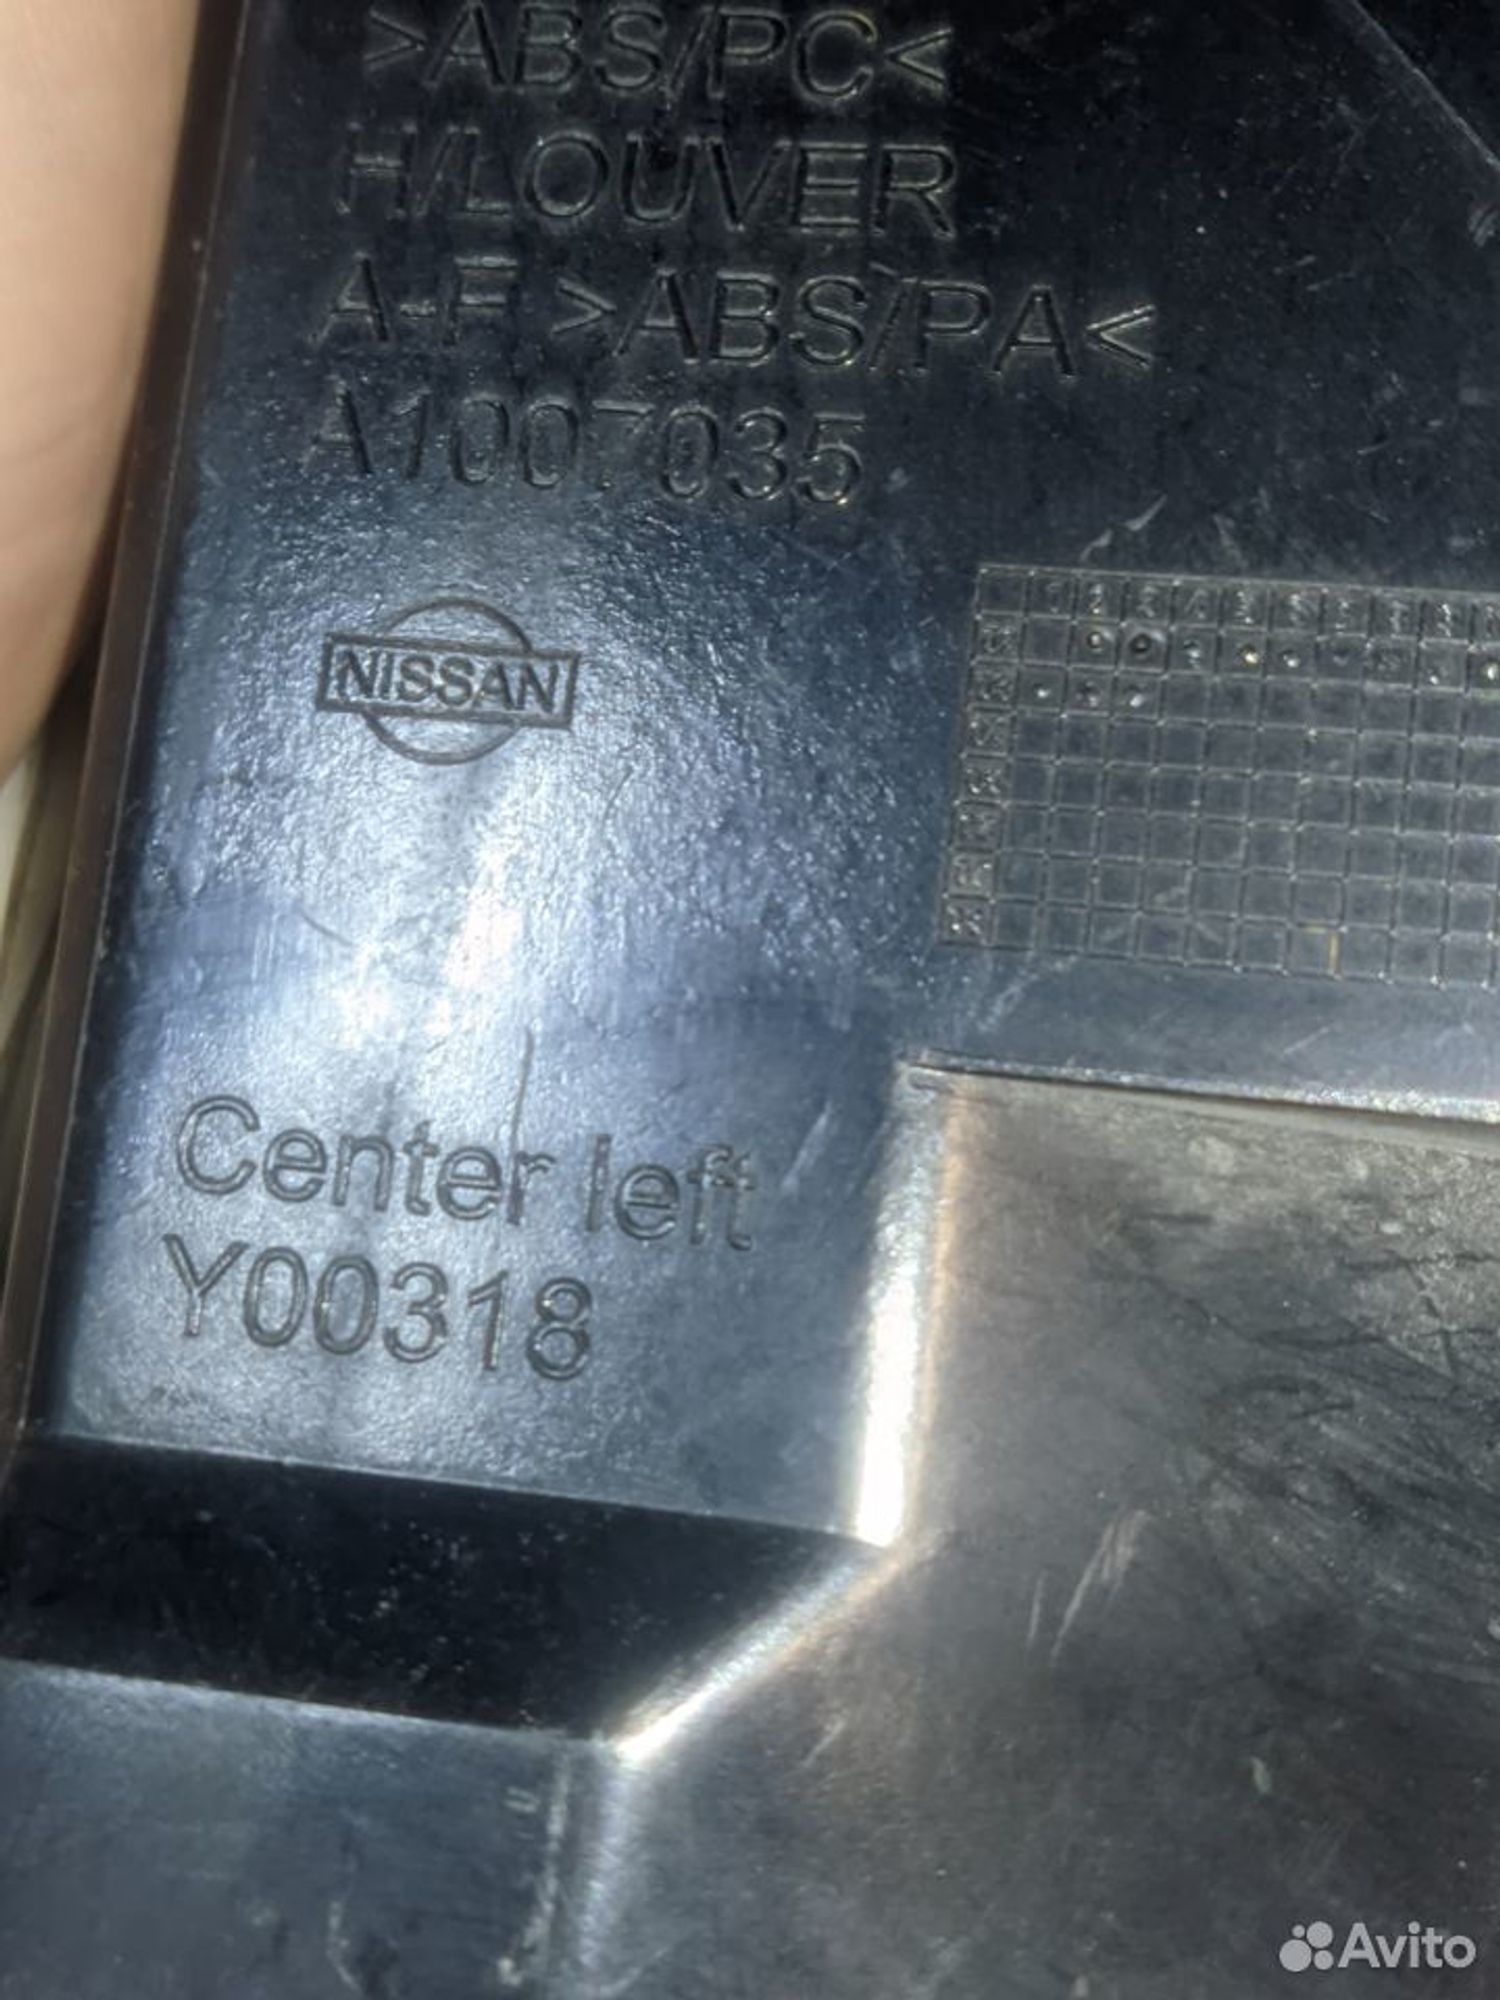 >ABS/PC<
H/LOUVER
A-F >ABS/PA<
A1007035
NISSAN
Center left
Y00318
Avito